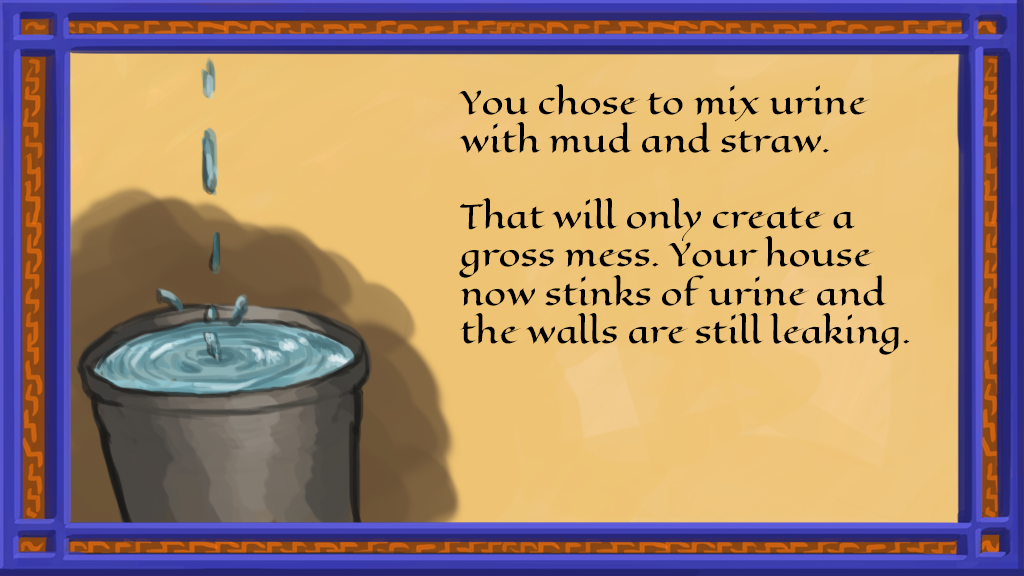 You chose to mix urine
with mud and straw.
That will only create a
gross mess. Your house
now stinks of urine and
the walls are still leaking.